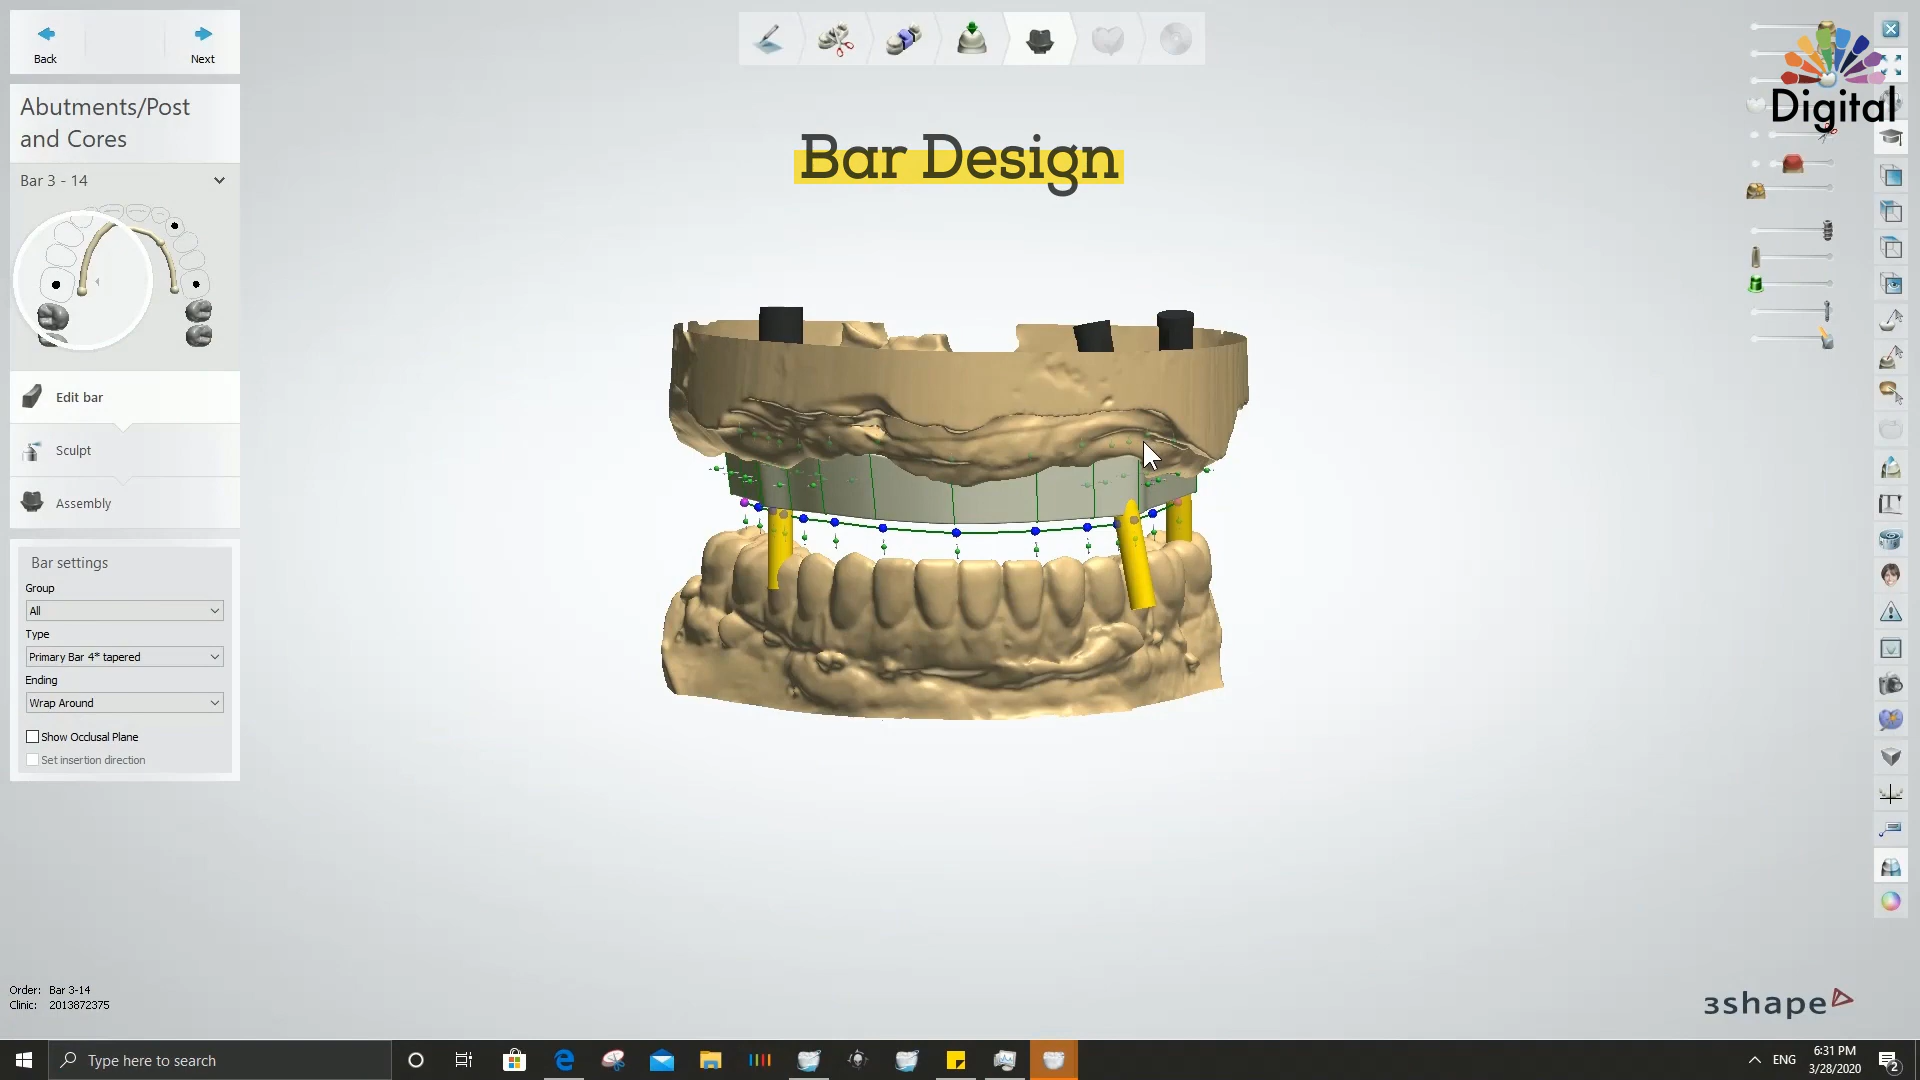 Back
Next
Digital
Abutments/Post
and Cores
Bar Design
Bar 3 - 14
Edit bar
Sculpt
Assembly
Bar settings
Group
All
Type
Primary Bar 4* tapered
Ending
Wrap Around
Show Occlusal Plane
Set insertion direction
Order: Bar 3-14
Clinic: 2013872375
3shape
Type here to search
ENG
6:31 PM
3/28/2020
2